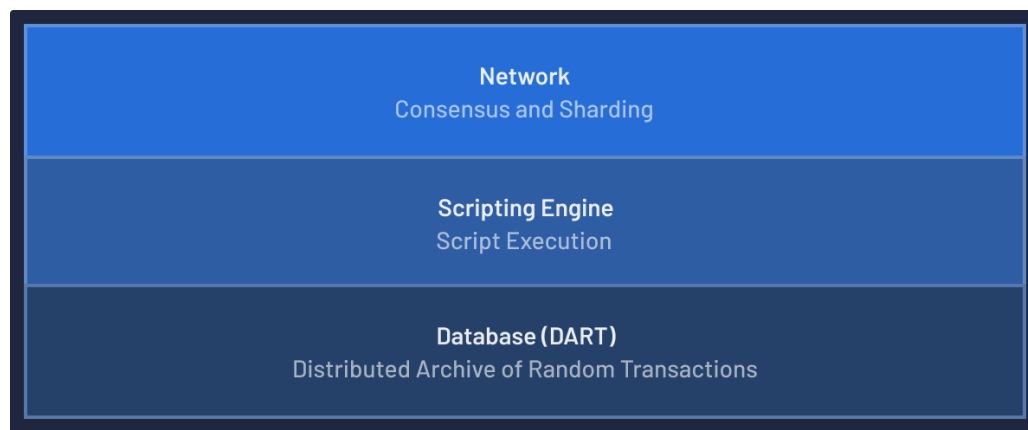 Network
Consensus and Sharding
Scripting Engine
Script Execution
Database (DART)
Distributed Archive of Random Transactions